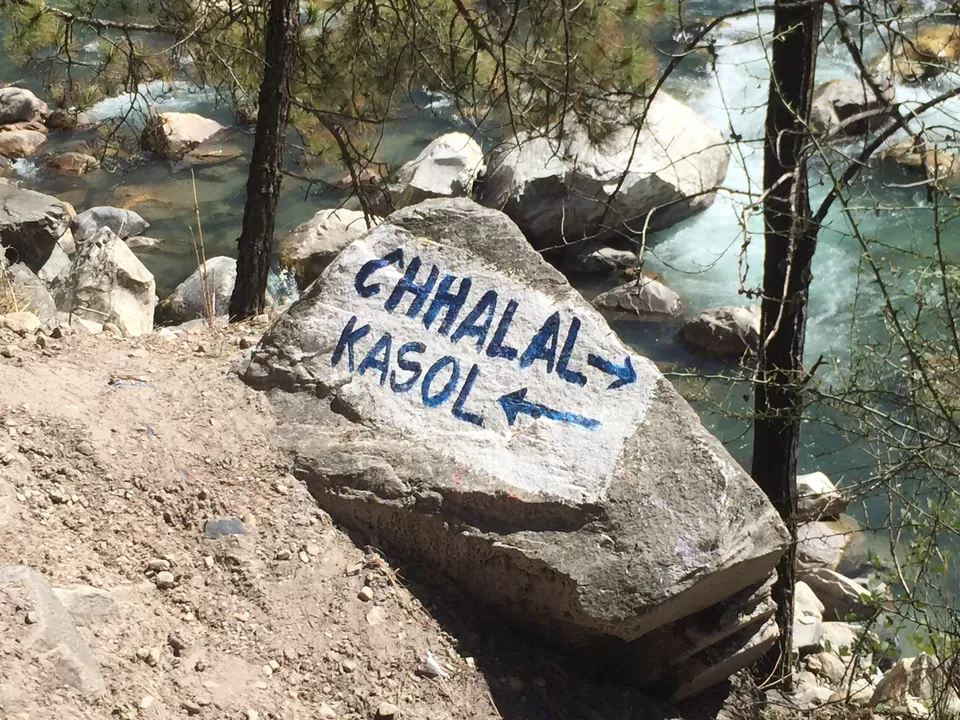 CHHALAL →
KASOL ←